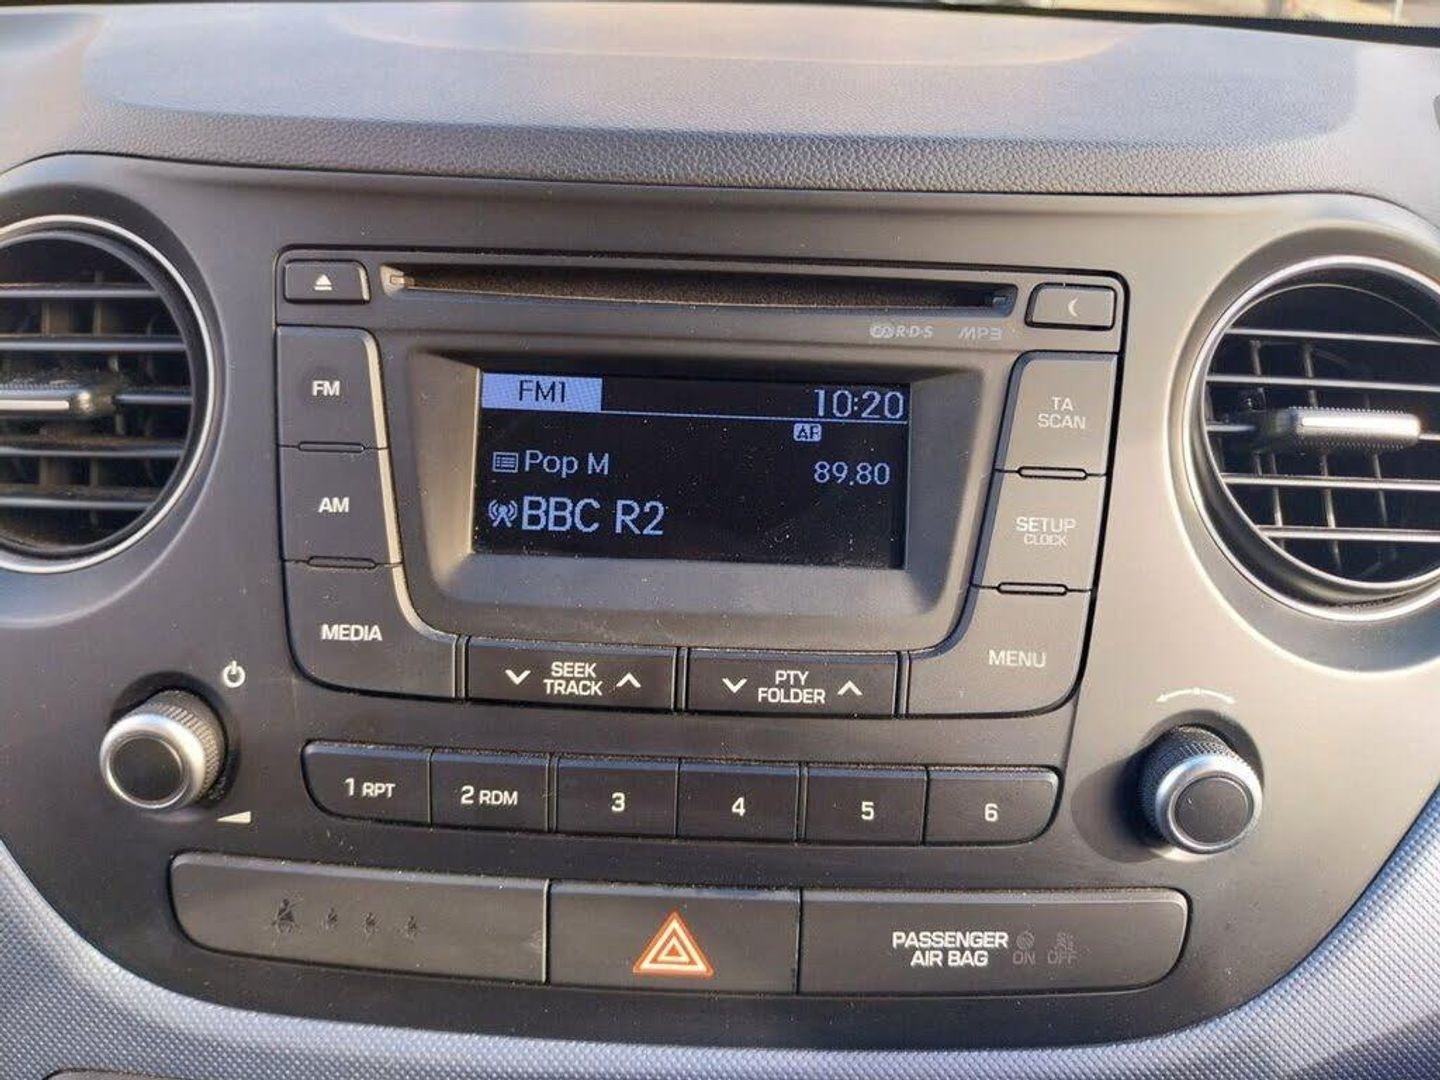 R·D·S MP3
FM
FM1 10:20
AF
TA
SCAN
Pop M 89.80
AM
BBC R2
SETUP
CLOCK
MEDIA
SEEK
TRACK
PTY
FOLDER
MENU
1 RPT 2 RDM 3 4 5 6
PASSENGER
AIR BAG ON OFF